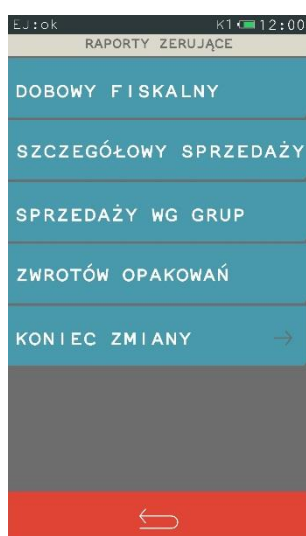 EJ:ok K1 12:00
RAPORTY ZERUJĄCE
DOBOWY FISKALNY
SZCZEGÓŁOWY SPRZEDAŻY
SPRZEDAŻY WG GRUP
ZWROTÓW OPAKOWAŃ
KONIEC ZMIANY